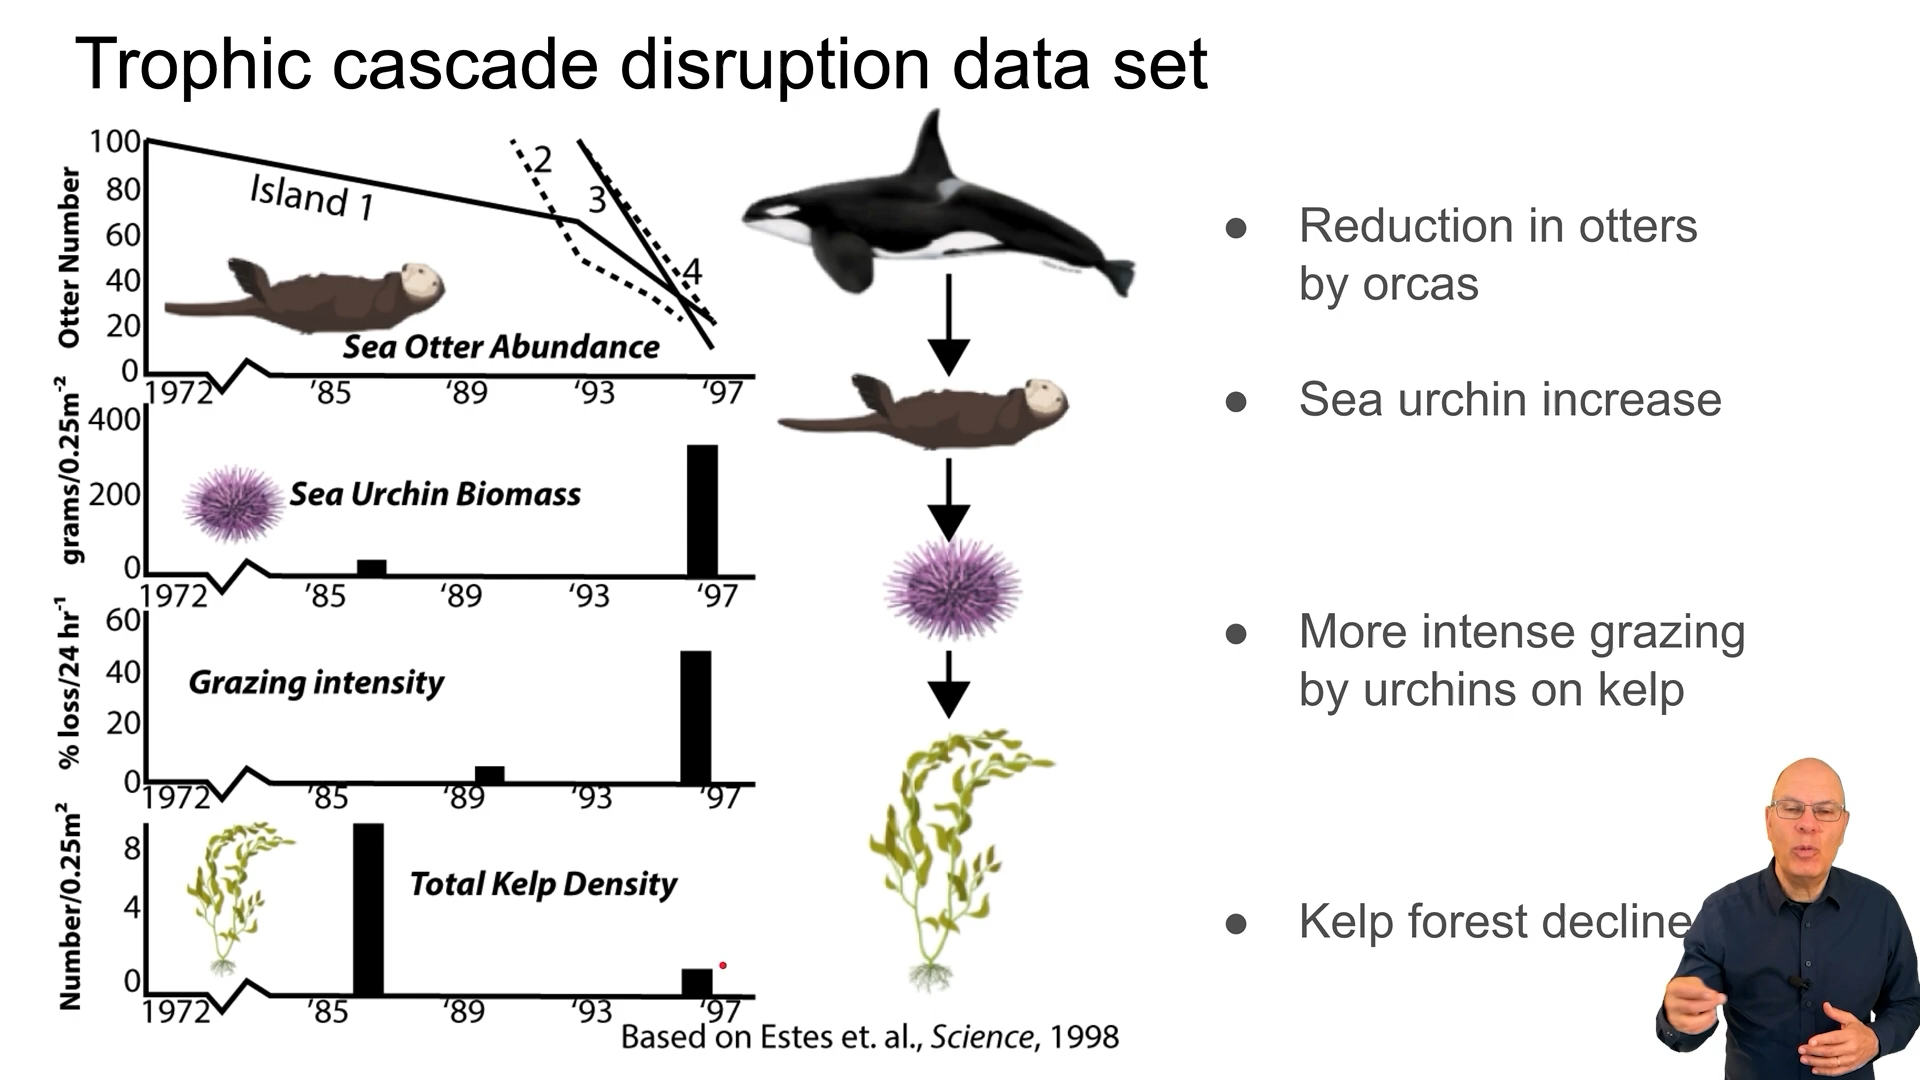 Trophic cascade disruption data set
Otter Number
100
80
60
40
20
0
Island 1
2
3
4
Sea Otter Abundance
1972 ‘85 ‘89 ‘93 ‘97
grams/0.25m⁻²
400
200
0
Sea Urchin Biomass
1972 ‘85 ‘89 ‘93 ‘97
% loss/24 hr⁻¹
60
40
20
0
Grazing intensity
1972 ‘85 ‘89 ‘93 ‘97
Number/0.25m²
8
4
0
Total Kelp Density
1972 ‘85 ‘89 ‘93 ‘97
Based on Estes et. al., Science, 1998
● Reduction in otters
by orcas
● Sea urchin increase
● More intense grazing
by urchins on kelp
● Kelp forest decline